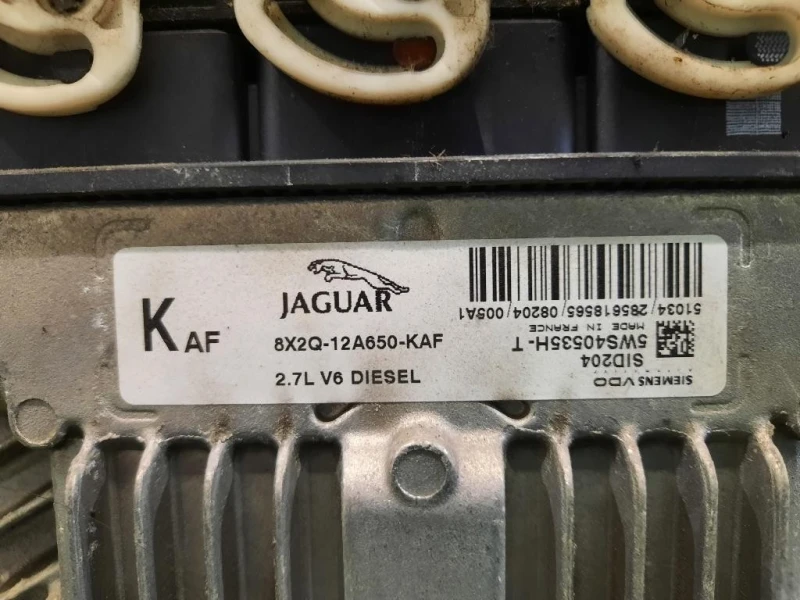 K AF
JAGUAR
8X2Q-12A650-KAF
2.7L V6 DIESEL
SIEMENS VDO
SID204
5WS40535H-T
MADE IN FRANCE
51034/285618565/08204/005A1